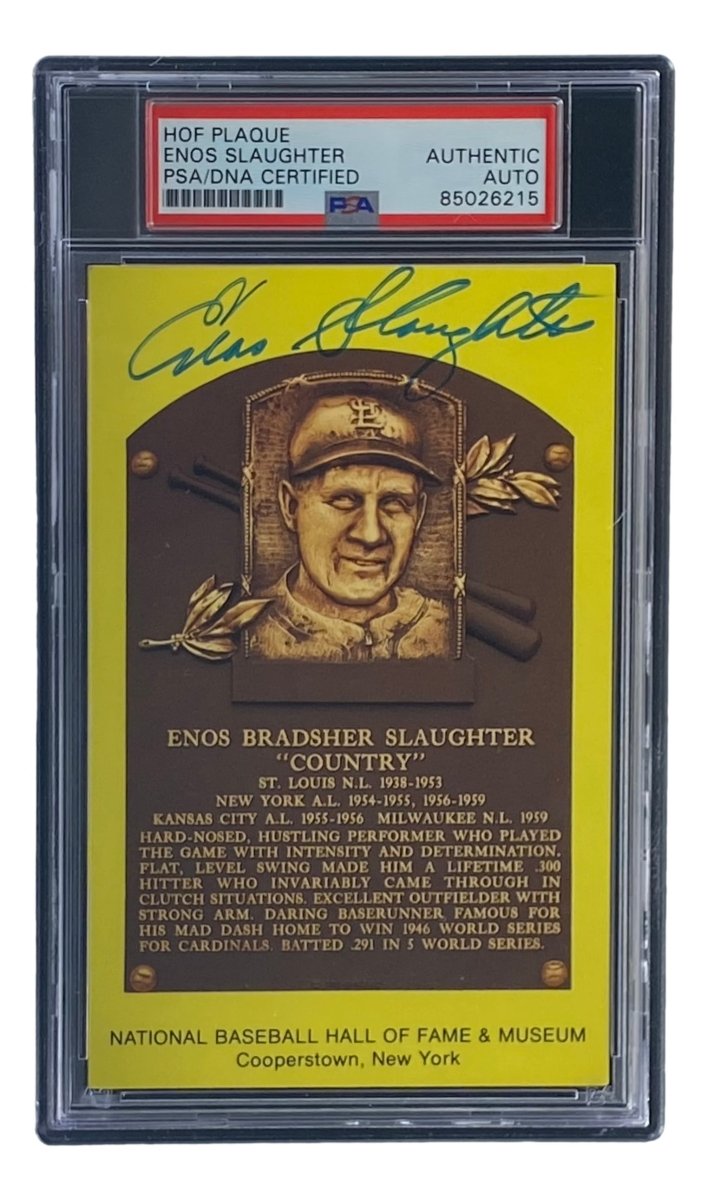 HOF PLAQUE
ENOS SLAUGHTER AUTHENTIC
PSA/DNA CERTIFIED AUTO
PSA 85026215
Enos Slaughter
STL
ENOS BRADSHER SLAUGHTER
"COUNTRY"
ST. LOUIS N.L. 1938-1953
NEW YORK A.L. 1954-1955, 1956-1959
KANSAS CITY A.L. 1955-1956 MILWAUKEE N.L. 1959
HARD-NOSED, HUSTLING PERFORMER WHO PLAYED
THE GAME WITH INTENSITY AND DETERMINATION.
FLAT, LEVEL SWING MADE HIM A LIFETIME .300
HITTER WHO INVARIABLY CAME THROUGH IN
CLUTCH SITUATIONS. EXCELLENT OUTFIELDER WITH
STRONG ARM. DARING BASERUNNER FAMOUS FOR
HIS MAD DASH HOME TO WIN 1946 WORLD SERIES
FOR CARDINALS. BATTED .291 IN 5 WORLD SERIES.
NATIONAL BASEBALL HALL OF FAME & MUSEUM
Cooperstown, New York